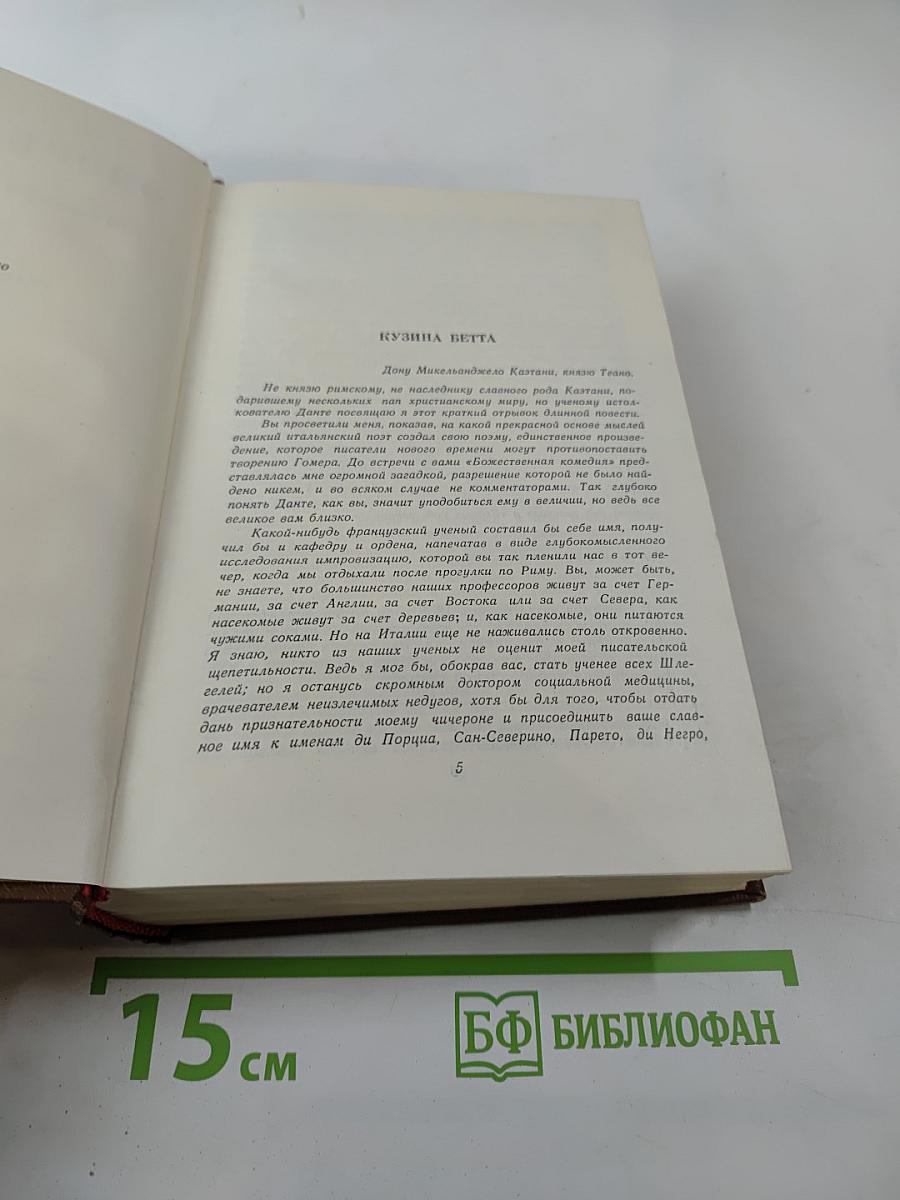 КУЗИНА БЕТТА
Дону Микельанджело Каэтани, князю Теано.
Не князю римскому, не наследнику славного рода Каэтани, по-
дарившему нескольких пап христианскому миру, но ученому истол-
кователю Данте посвящаю я этот краткий отрывок длинной повести.
Вы просветили меня, показав, на какой прекрасной основе мыслей
великий итальянский поэт создал свою поэму, единственное произве-
дение, которое писатели нового времени могут противопоставить
творению Гомера. До встречи с вами «Божественная комедия» пред-
ставлялась мне огромной загадкой, разрешение которой не было най-
дено никем, и во всяком случае не комментаторами. Так глубоко
понять Данте, как вы, значит уподобиться ему в величии, но ведь все
великое вам близко.
Какой-нибудь французский ученый составил бы себе имя, полу-
чил бы и кафедру и ордена, напечатав в виде глубокомысленного
исследования импровизацию, которой вы так пленили нас в тот ве-
чер, когда мы отдыхали после прогулки по Риму. Вы, может быть,
не знаете, что большинство наших профессоров живут за счет Гер-
мании, за счет Англии, за счет Востока или за счет Севера, как
насекомые живут за счет деревьев; и, как насекомые, они питаются
чужими соками. Но на Италии еще не наживались столь откровенно.
Я знаю, никто из наших ученых не оценит моей писательской
щепетильности. Ведь я мог бы, обокрав вас, стать ученее всех Шле-
гелей; но я останусь скромным доктором социальной медицины,
врачевателем неизлечимых недугов, хотя бы для того, чтобы отдать
дань признательности моему чичероне и присоединить ваше слав-
ное имя к именам ди Порциа, Сан-Северино, Парето, ди Негро,
5
15 см
БФ БИБЛИОФАН